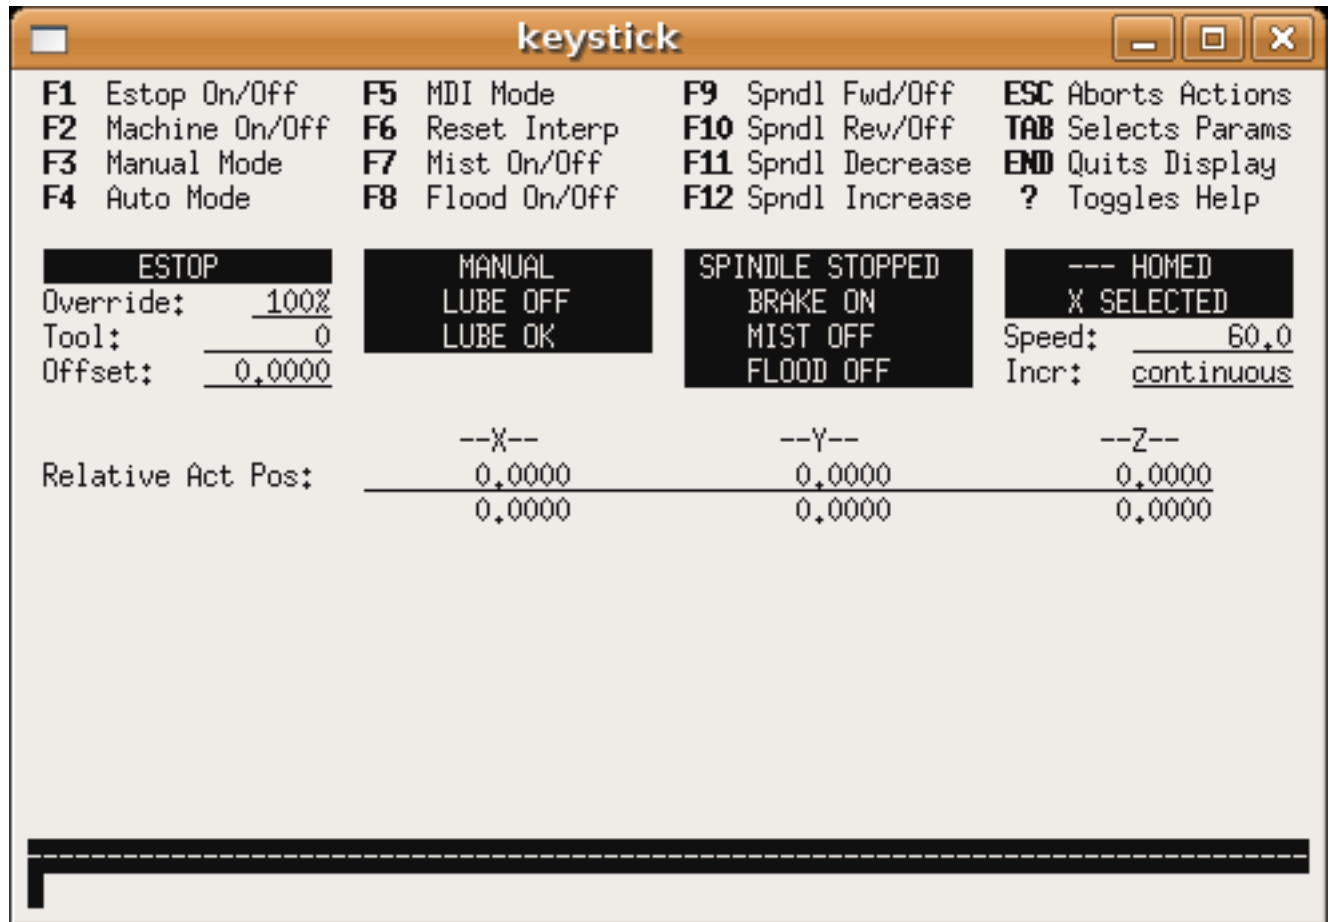 keystick
F1 Estop On/Off F5 MDI Mode F9 Spndl Fwd/Off ESC Aborts Actions
F2 Machine On/Off F6 Reset Interp F10 Spndl Rev/Off TAB Selects Params
F3 Manual Mode F7 Mist On/Off F11 Spndl Decrease END Quits Display
F4 Auto Mode F8 Flood On/Off F12 Spndl Increase ? Toggles Help
ESTOP MANUAL SPINDLE STOPPED --- HOMED
Override: 100% LUBE OFF BRAKE ON X SELECTED
Tool: 0 LUBE OK MIST OFF Speed: 60.0
Offset: 0.0000 FLOOD OFF Incr: continuous
--X-- --Y-- --Z--
Relative Act Pos: 0.0000 0.0000 0.0000
0.0000 0.0000 0.0000
--------------------------------------------------------------------------------